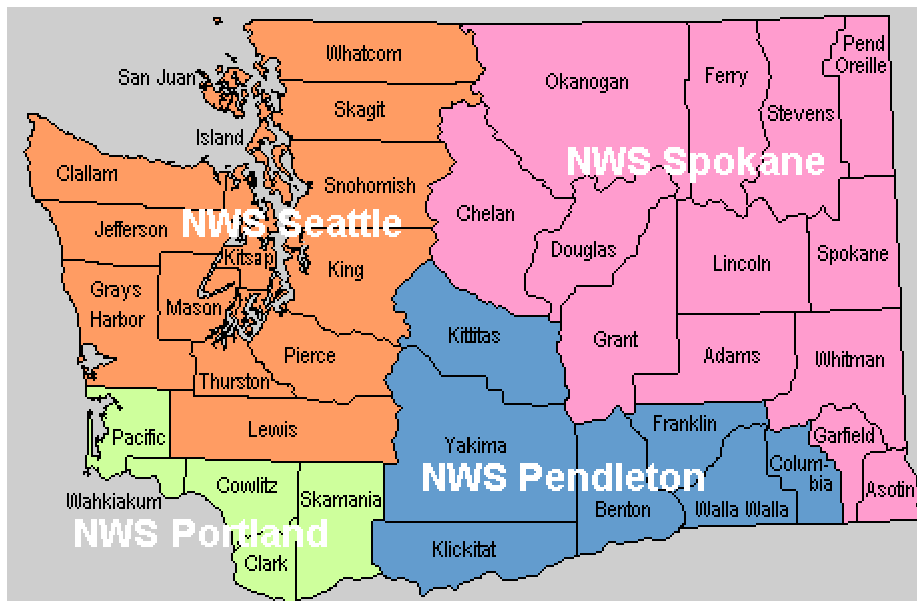 Whatcom
San Juan
Skagit
Island
Clallam
Snohomish
Jefferson
NWS Seattle
Kitsap
King
Grays
Harbor
Mason
Pierce
Thurston
Lewis
Okanogan
Ferry
Pend
Oreille
Stevens
NWS Spokane
Chelan
Douglas
Lincoln
Spokane
Grant
Adams
Whitman
Garfield
Asotin
Kittitas
Yakima
Franklin
NWS Pendleton
Colum-
bia
Benton
Walla Walla
Klickitat
Pacific
Wahkiakum
Cowlitz
Skamania
NWS Portland
Clark